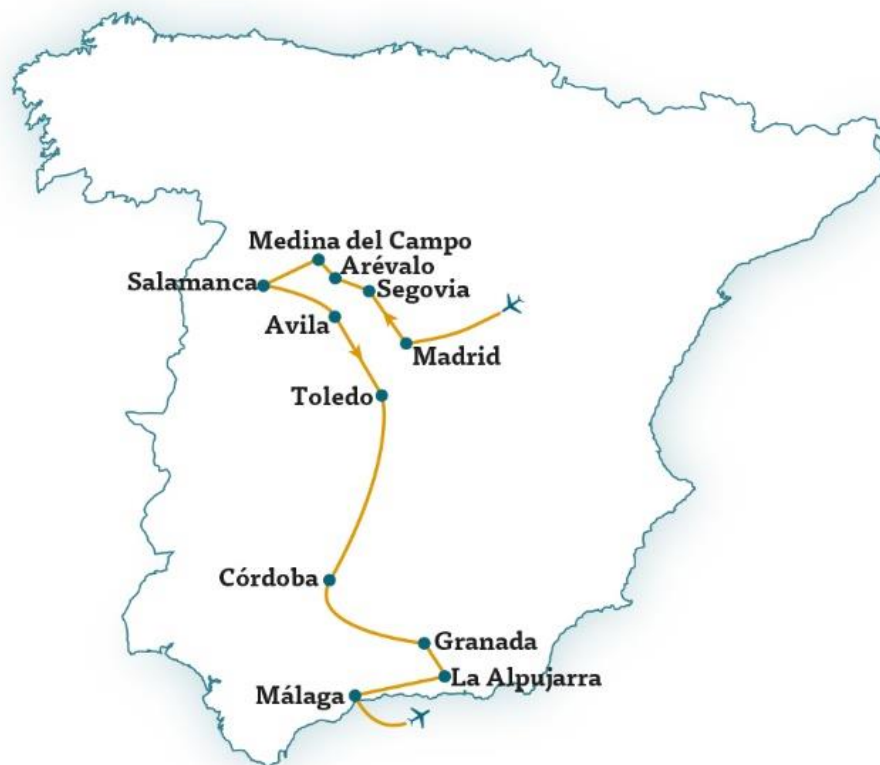 Medina del Campo
Arévalo
Salamanca
Segovia
Avila
Madrid
Toledo
Córdoba
Granada
La Alpujarra
Málaga